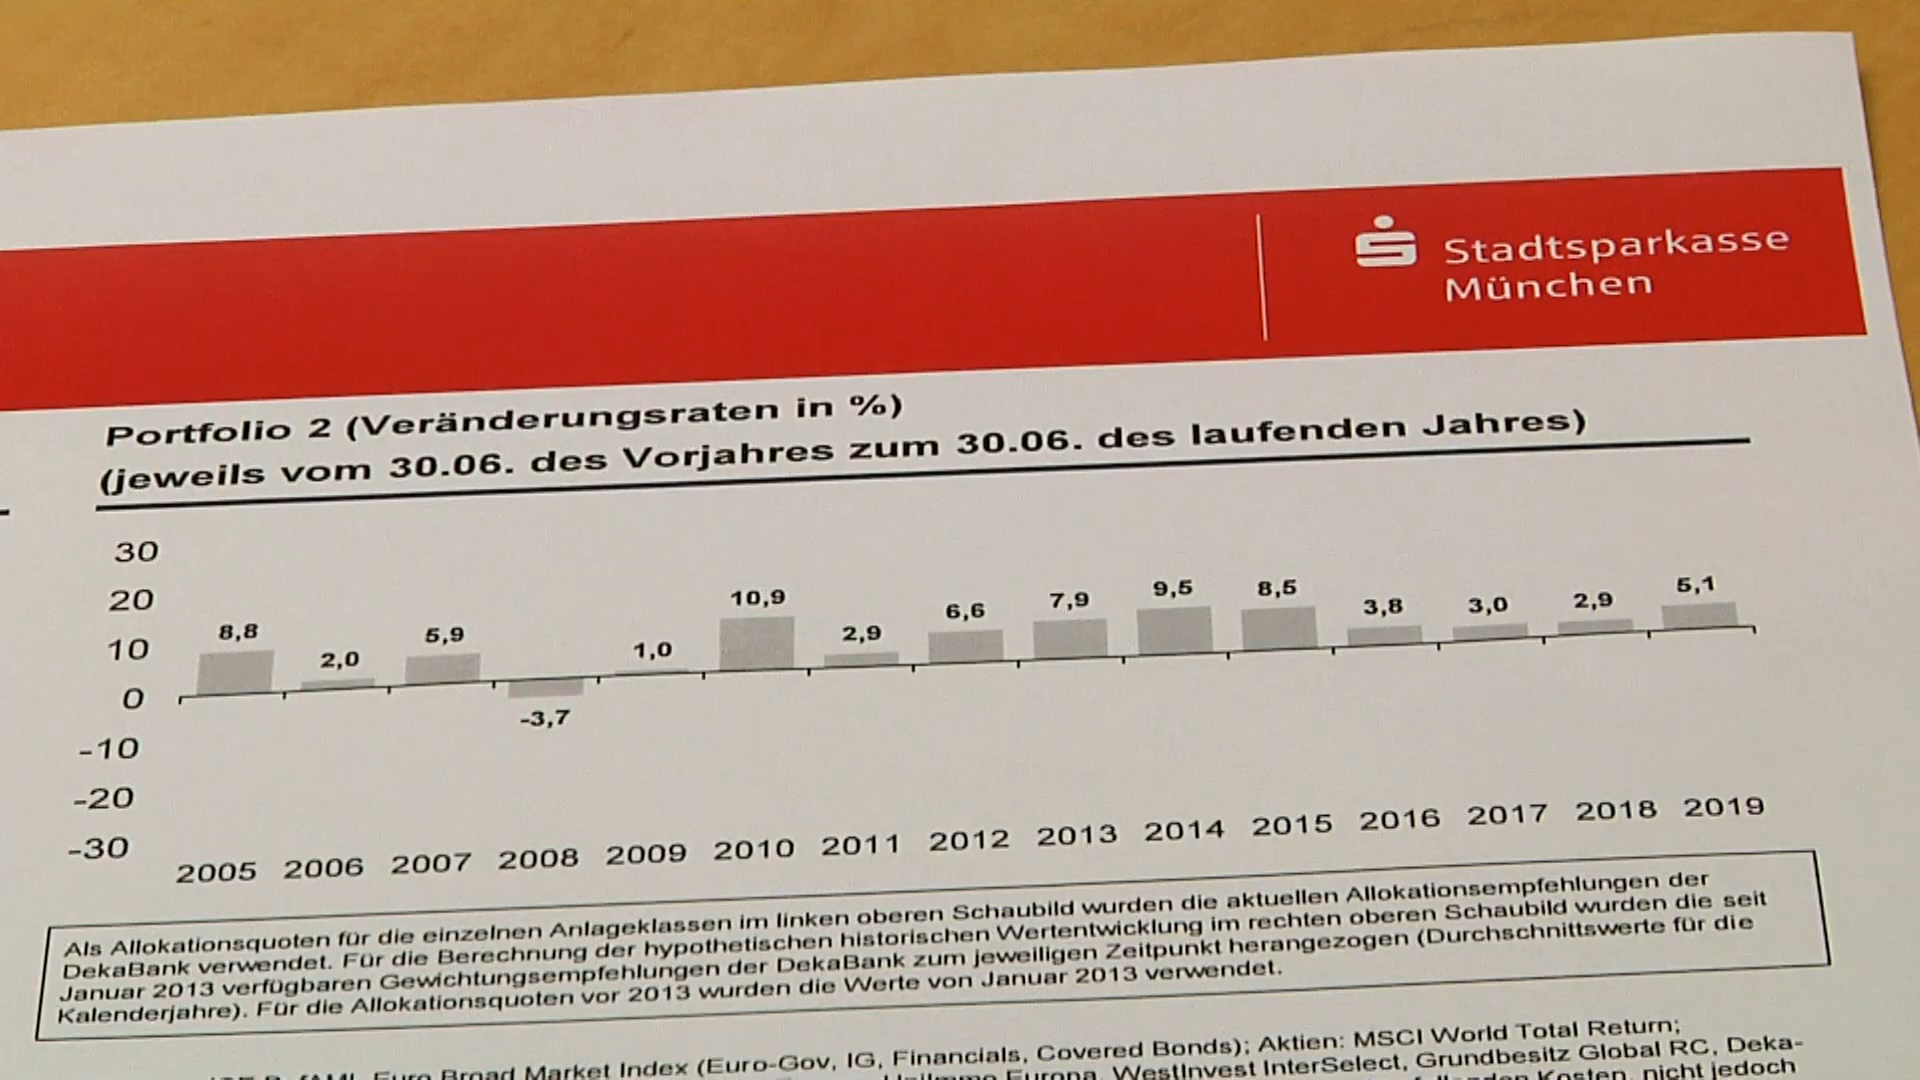 Stadtsparkasse
München
Portfolio 2 (Veränderungsraten in %)
(jeweils vom 30.06. des Vorjahres zum 30.06. des laufenden Jahres)
30
20
10
0
-10
-20
-30
8,8
2,0
5,9
-3,7
1,0
10,9
2,9
6,6
7,9
9,5
8,5
3,8
3,0
2,9
5,1
2005 2006 2007 2008 2009 2010 2011 2012 2013 2014 2015 2016 2017 2018 2019
Als Allokationsquoten für die einzelnen Anlageklassen im linken oberen Schaubild wurden die aktuellen Allokationsempfehlungen der
DekaBank verwendet. Für die Berechnung der hypothetischen historischen Wertentwicklung im rechten oberen Schaubild wurden die seit
Januar 2013 verfügbaren Gewichtungsempfehlungen der DekaBank zum jeweiligen Zeitpunkt herangezogen (Durchschnittswerte für die
Kalenderjahre). Für die Allokationsquoten vor 2013 wurden die Werte von Januar 2013 verwendet.
Euro Broad Market Index (Euro-Gov, IG, Financials, Covered Bonds); Aktien: MSCI World Total Return;
Europa, WestInvest InterSelect, Grundbesitz Global RC, Deka-
Kosten, nicht jedoch